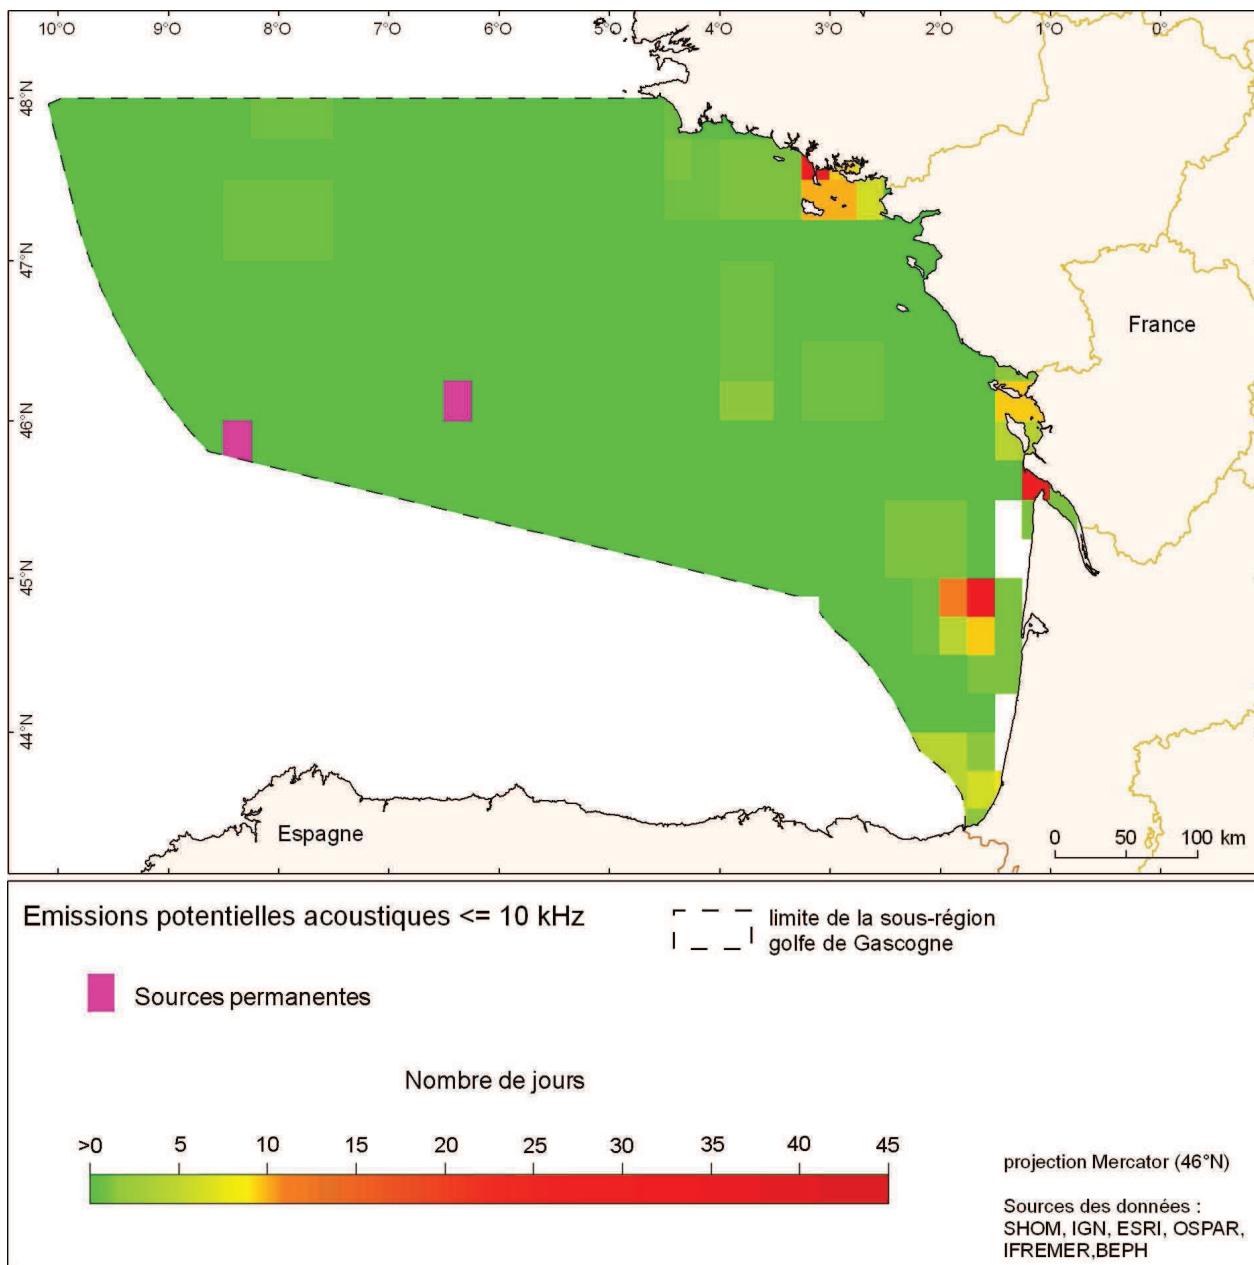 10°O 9°O 8°O 7°O 6°O 5°O 4°O 3°O 2°O 1°O 0°
48°N
47°N
France
46°N
45°N
44°N
Espagne
0 50 100 km
Emissions potentielles acoustiques <= 10 kHz
limite de la sous-région
golfe de Gascogne
Sources permanentes
Nombre de jours
>0 5 10 15 20 25 30 35 40 45
projection Mercator (46°N)
Sources des données :
SHOM, IGN, ESRI, OSPAR,
IFREMER,BEPH